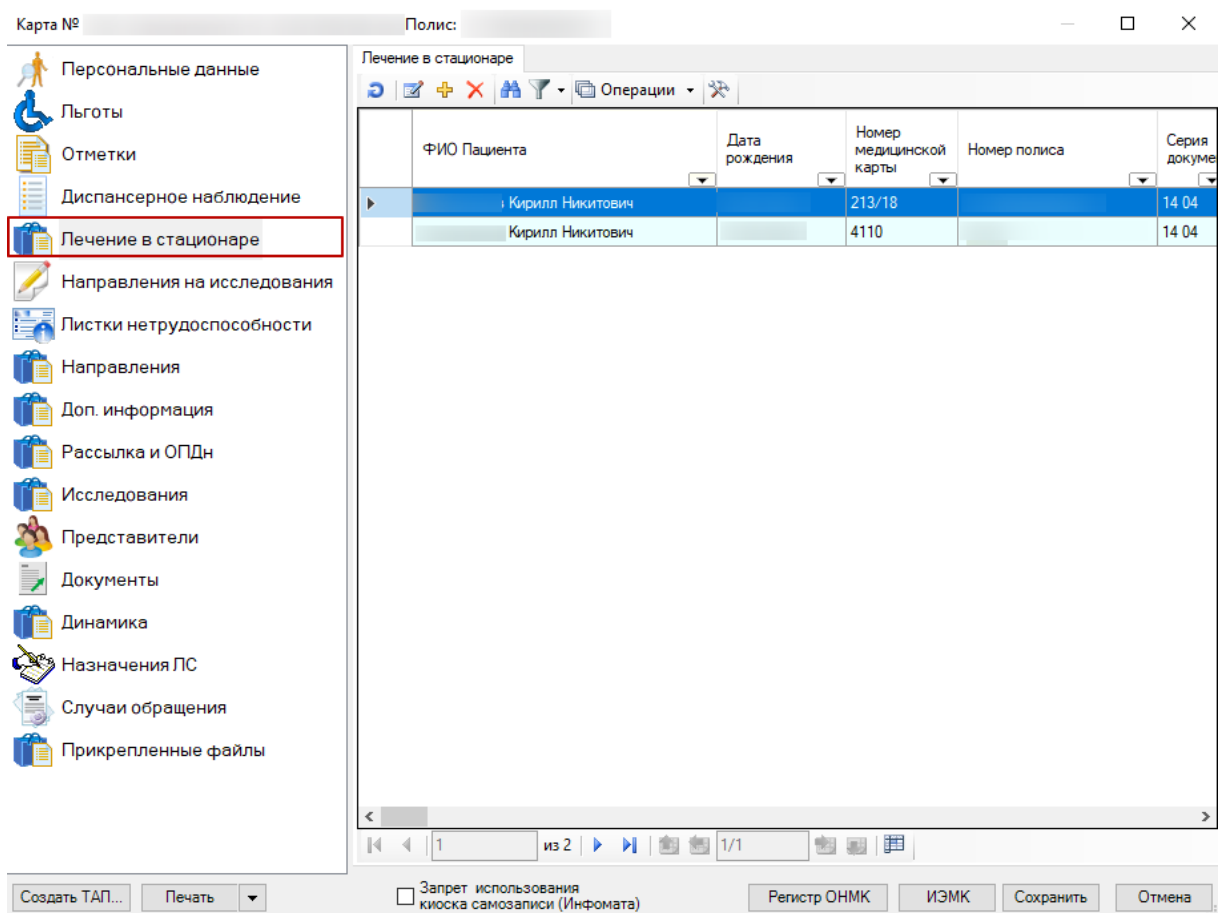 Карта № Полис:
Персональные данные
Льготы
Отметки
Диспансерное наблюдение
Лечение в стационаре
Направления на исследования
Листки нетрудоспособности
Направления
Доп. информация
Рассылка и ОПДн
Исследования
Представители
Документы
Динамика
Назначения ЛС
Случаи обращения
Прикрепленные файлы
Лечение в стационаре
Операции
ФИО Пациента
Дата
рождения
Номер
медицинской
карты
Номер полиса
Серия
докуме
Кирилл Никитович 213/18 14 04
Кирилл Никитович 4110 14 04
1 из 2 1/1
Создать ТАП... Печать
Запрет использования
киоска самозаписи (Инфомата)
Регистр ОНМК ИЭМК Сохранить Отмена